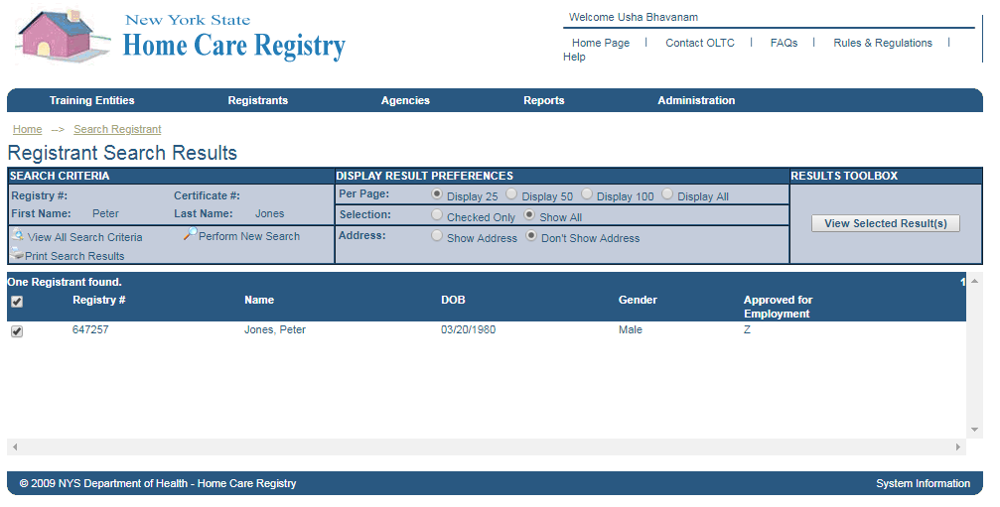 New York State
Home Care Registry
Welcome Usha Bhavanam
Home Page | Contact OLTC | FAQs | Rules & Regulations |
Help
Training Entities Registrants Agencies Reports Administration
Home --> Search Registrant
Registrant Search Results
SEARCH CRITERIA DISPLAY RESULT PREFERENCES RESULTS TOOLBOX
Registry #: Certificate #: Per Page: Display 25 Display 50 Display 100 Display All
First Name: Peter Last Name: Jones Selection: Checked Only Show All
View Selected Result(s)
View All Search Criteria Perform New Search Address: Show Address Don't Show Address
Print Search Results
One Registrant found. 1
Registry # Name DOB Gender Approved for
Employment
647257 Jones, Peter 03/20/1980 Male Z
© 2009 NYS Department of Health - Home Care Registry System Information